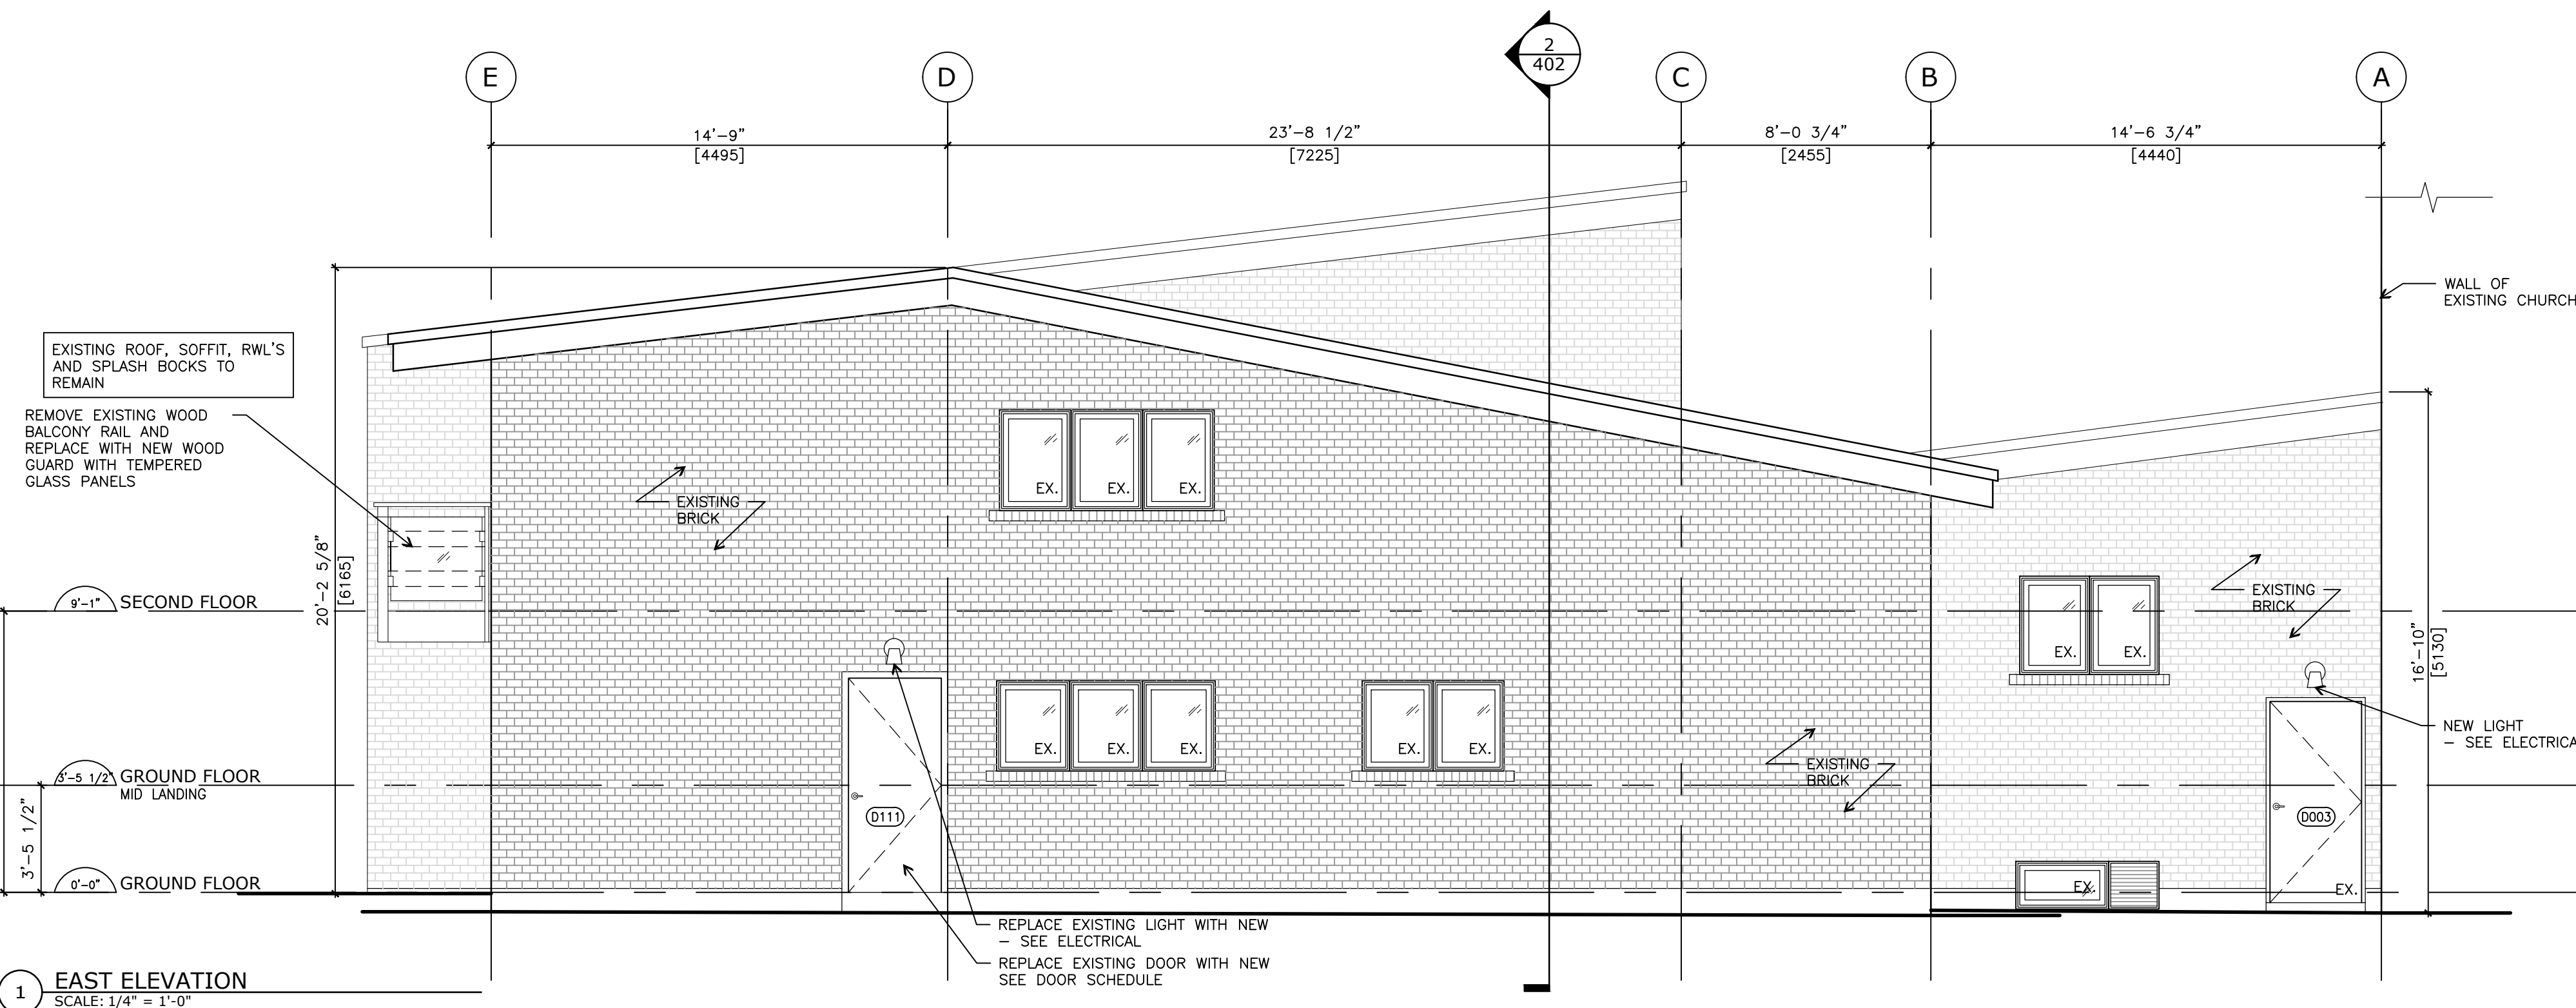 2
402
E
D
C
B
A
14'-9"
[4495]
23'-8 1/2"
[7225]
8'-0 3/4"
[2455]
14'-6 3/4"
[4440]
WALL OF
EXISTING CHURCH
EXISTING ROOF, SOFFIT, RWL'S
AND SPLASH BOCKS TO
REMAIN
REMOVE EXISTING WOOD
BALCONY RAIL AND
REPLACE WITH NEW WOOD
GUARD WITH TEMPERED
GLASS PANELS
20'-2 5/8"
[6165]
EX.
EX.
EX.
EXISTING
BRICK
9'-1"
SECOND FLOOR
EXISTING
BRICK
EX.
EX.
16'-10"
[5130]
NEW LIGHT
– SEE ELECTRICA
EX.
EX.
EX.
EX.
EX.
EXISTING
BRICK
3'-5 1/2"
GROUND FLOOR
MID LANDING
3'-5 1/2"
D111
D003
0'-0"
GROUND FLOOR
EX.
EX.
REPLACE EXISTING LIGHT WITH NEW
– SEE ELECTRICAL
REPLACE EXISTING DOOR WITH NEW
SEE DOOR SCHEDULE
1
EAST ELEVATION
SCALE: 1/4" = 1'-0"